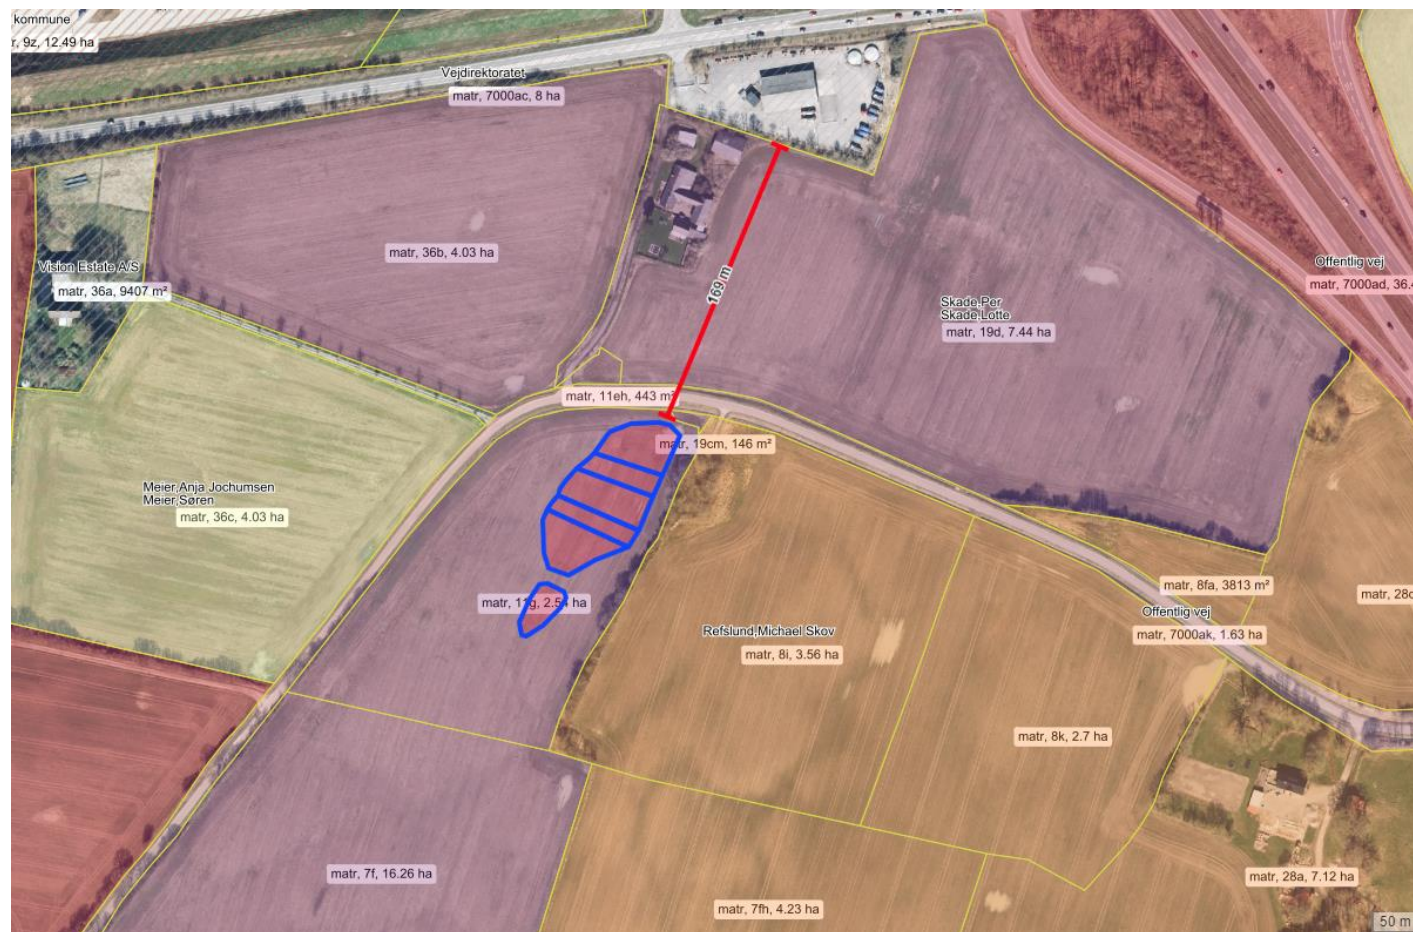 kommune
r, 9z, 12.49 ha
Vejdirektoratet
matr, 7000ac, 8 ha
matr, 36b, 4.03 ha
Vision Estate A/S
matr, 36a, 9407 m²
Offentlig vej
matr, 7000ad, 36.4
169 m
Skade,Per
Skade,Lotte
matr, 19d, 7.44 ha
matr, 11eh, 443 m²
matr, 19cm, 146 m²
Meier,Anja Jochumsen
Meier,Søren
matr, 36c, 4.03 ha
matr, 11g, 2.54 ha
matr, 8fa, 3813 m²
matr, 28c
Offentlig vej
matr, 7000ak, 1.63 ha
Refslund,Michael Skov
matr, 8i, 3.56 ha
matr, 8k, 2.7 ha
matr, 7f, 16.26 ha
matr, 28a, 7.12 ha
matr, 7fh, 4.23 ha
50 m